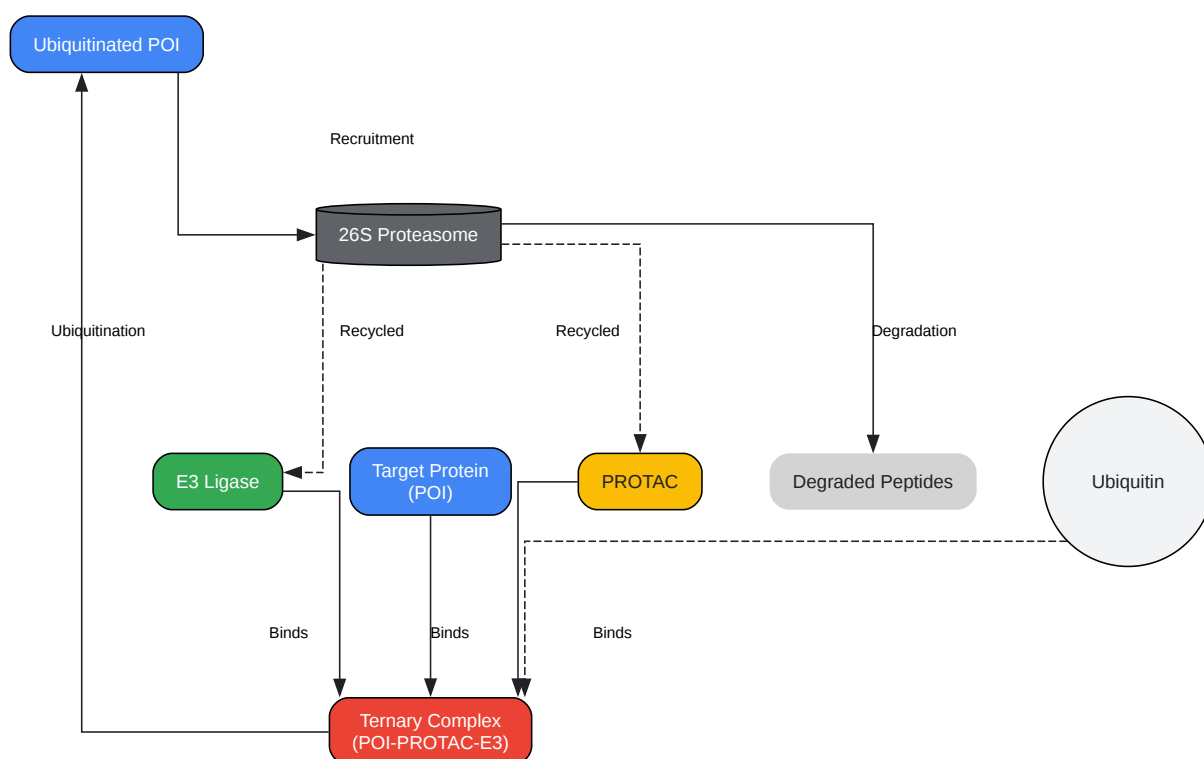 Ubiquitinated POI
Recruitment
26S Proteasome
Ubiquitination
Recycled
Recycled
Degradation
E3 Ligase
Target Protein
(POI)
PROTAC
Degraded Peptides
Ubiquitin
Binds
Binds
Binds
Ternary Complex
(POI-PROTAC-E3)